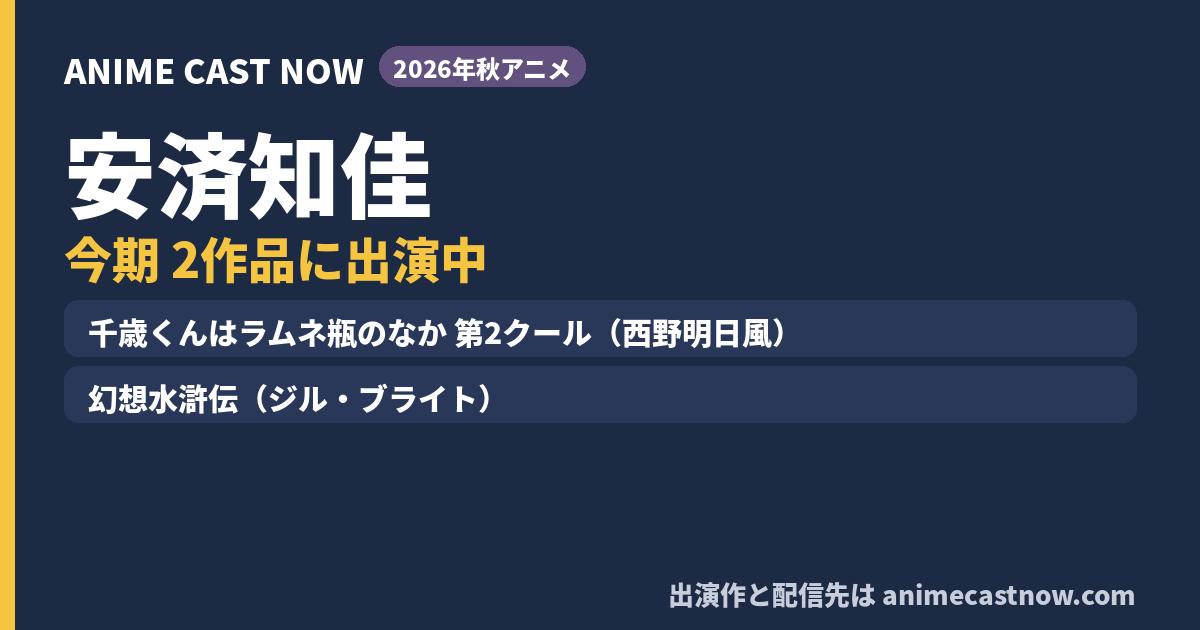 ANIME CAST NOW 2026年秋アニメ
安済知佳
今期 2作品に出演中
千歳くんはラムネ瓶のなか 第2クール（西野明日風）
幻想水滸伝（ジル・ブライト）
出演作と配信先は animecastnow.com